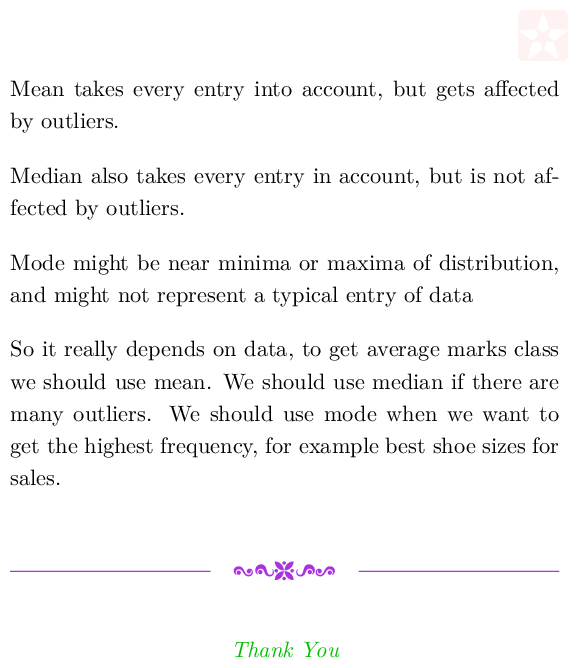 Mean takes every entry into account, but gets affected
by outliers.
Median also takes every entry in account, but is not af-
fected by outliers.
Mode might be near minima or maxima of distribution,
and might not represent a typical entry of data
So it really depends on data, to get average marks class
we should use mean. We should use median if there are
many outliers. We should use mode when we want to
get the highest frequency, for example best shoe sizes for
sales.
Thank You